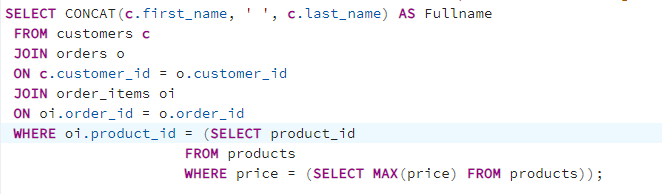 SELECT CONCAT(c.first_name, ' ', c.last_name) AS Fullname
FROM customers c
JOIN orders o
ON c.customer_id = o.customer_id
JOIN order_items oi
ON oi.order_id = o.order_id
WHERE oi.product_id = (SELECT product_id
FROM products
WHERE price = (SELECT MAX(price) FROM products));